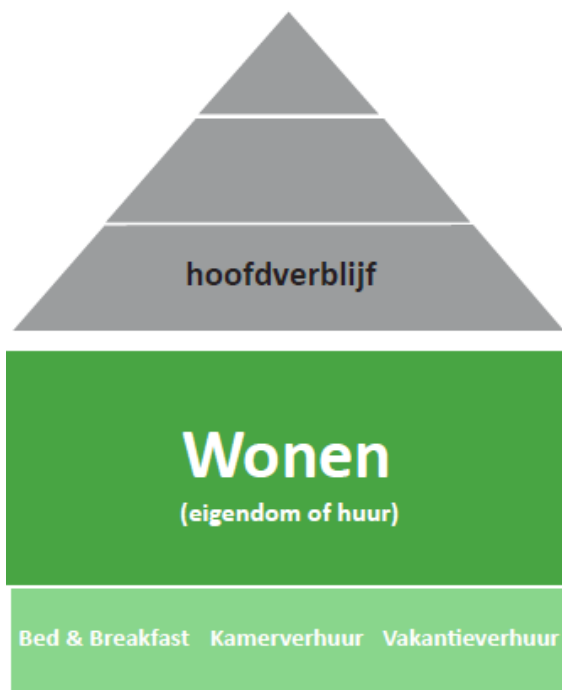 hoofdverblijf
Wonen
(eigendom of huur)
Bed & Breakfast Kamerverhuur Vakantieverhuur